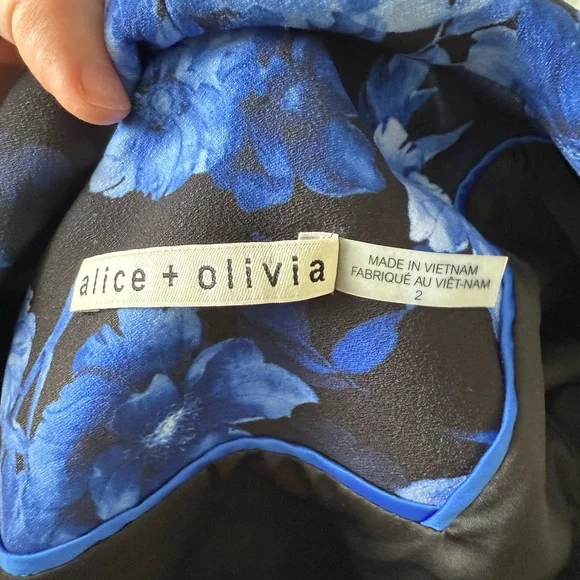 alice + olivia
MADE IN VIETNAM
FABRIQUÉ AU VIÊT-NAM
2